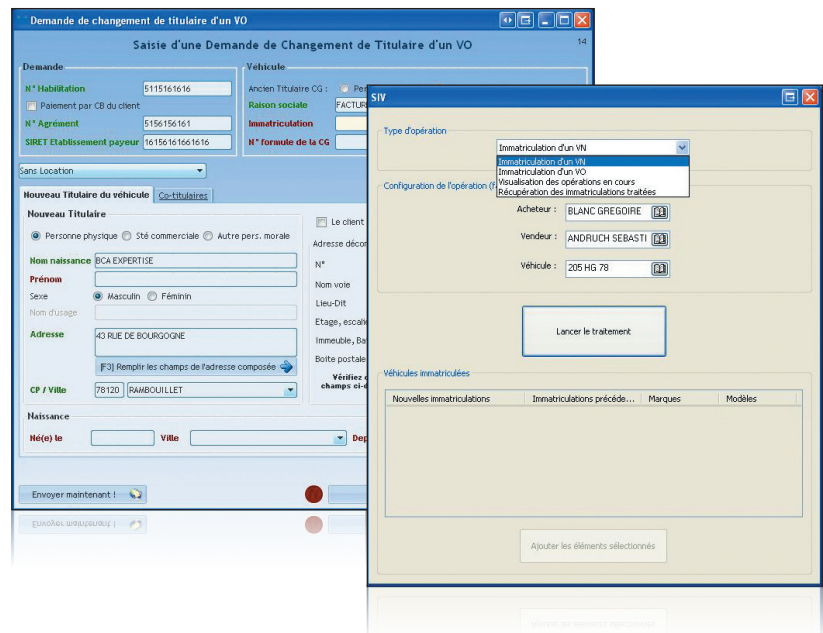 Demande de changement de titulaire d'un VO
Saisie d'une Demande de Changement de Titulaire d'un VO
14
Demande
N° Habilitation 5115161616
Paiement par CB du client
N° Agrément 5156156161
SIRET Etablissement payeur 16156161661616
Véhicule
Ancien Titulaire CG :
Raison sociale
Immatriculation
N° formule de la CG
Sans Location
Nouveau Titulaire du véhicule Co-titulaires
Nouveau Titulaire
Personne physique Sté commerciale Autre pers. morale
Nom naissance BCA EXPERTISE
Prénom
Sexe Masculin Féminin
Nom d'usage
Adresse 43 RUE DE BOURGOGNE
[F3] Remplir les champs de l'adresse composée
CP / Ville 78120 RAMBOUILLET
Le client
N°
Nom voie
Lieu-Dit
Boite postale
Vérifiez
Naissance
Né(e) le Ville
Envoyer maintenant !
SIV
Type d'opération
Immatriculation d'un VN
Immatriculation d'un VN
Immatriculation d'un VO
Visualisation des opérations en cours
Récupération des immatriculations traitées
Configuration de l'opération
Acheteur : BLANC GREGOIRE
Vendeur : ANDRUCH SEBASTI
Véhicule : 205 HG 78
Lancer le traitement
Véhicules immatriculées
Nouvelles immatriculations Immatriculations précéde... Marques Modèles
Ajouter les éléments sélectionnés